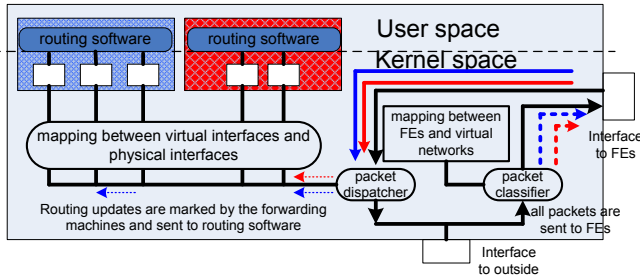 User space
routing software
routing software
Kernel space
mapping between
FEs and virtual
networks
mapping between virtual interfaces and
physical interfaces
Interface
to FEs
packet
dispatcher
packet
classifier
Routing updates are marked by the forwarding
machines and sent to routing software
all packets are
sent to FEs
Interface
to outside